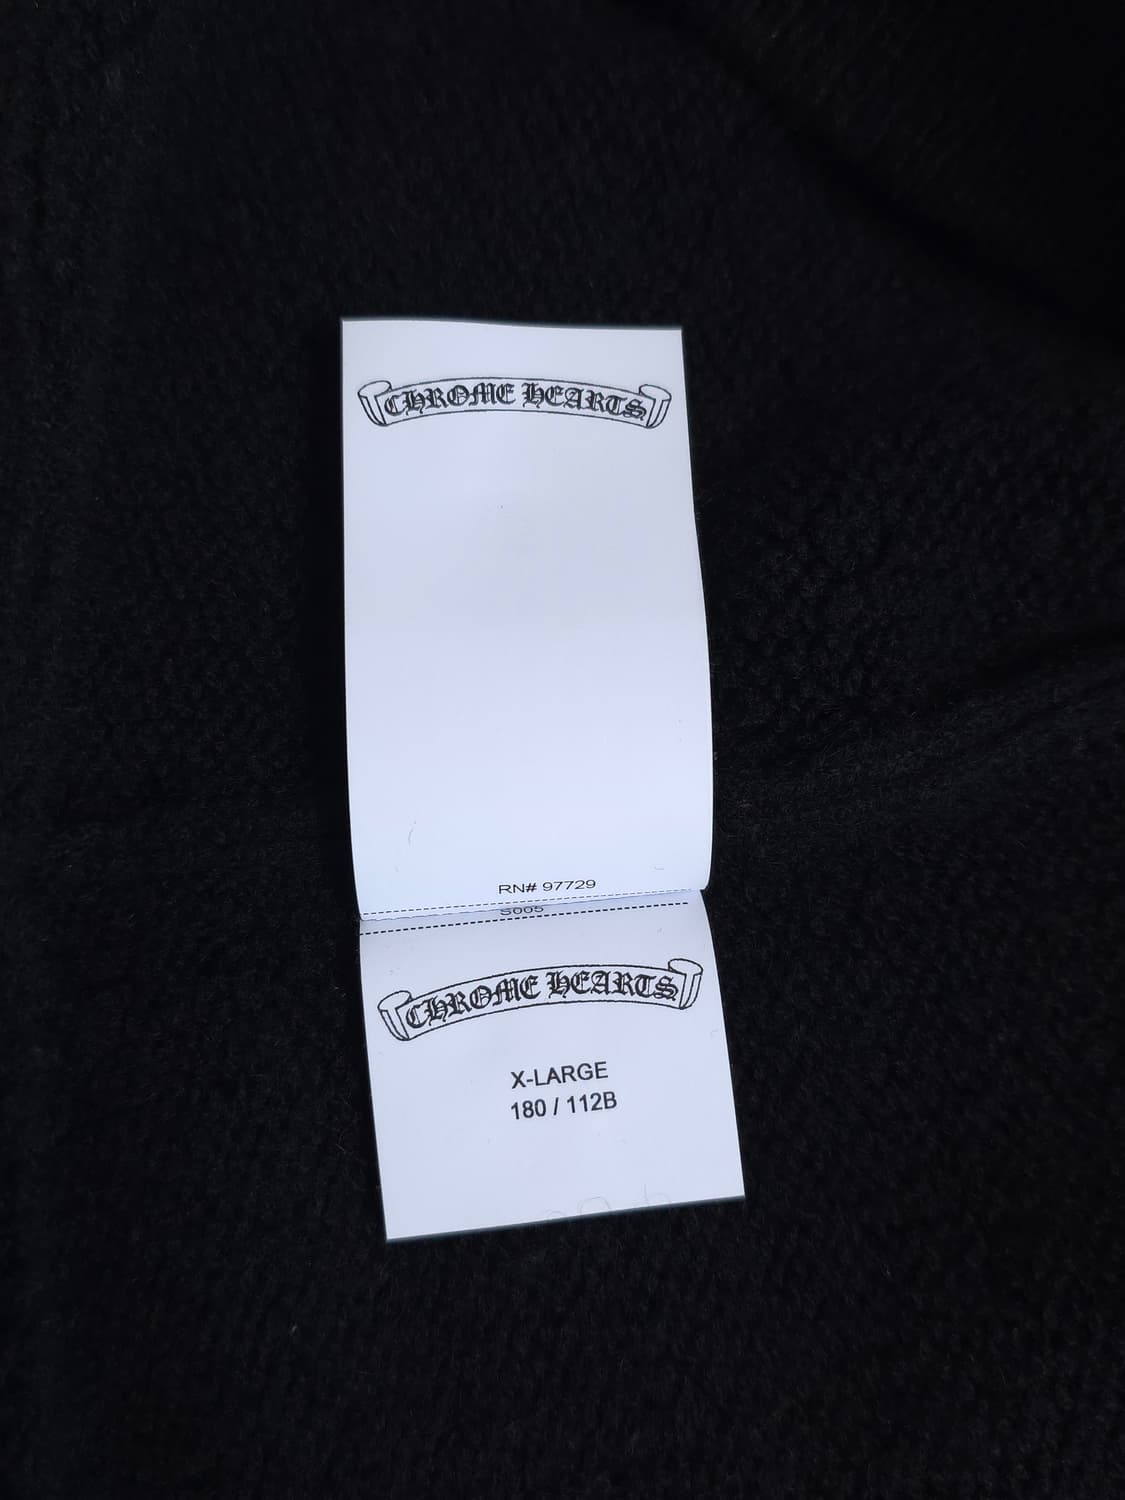 CHROME HEARTS
RN# 97729
S005
CHROME HEARTS
X-LARGE
180 / 112B